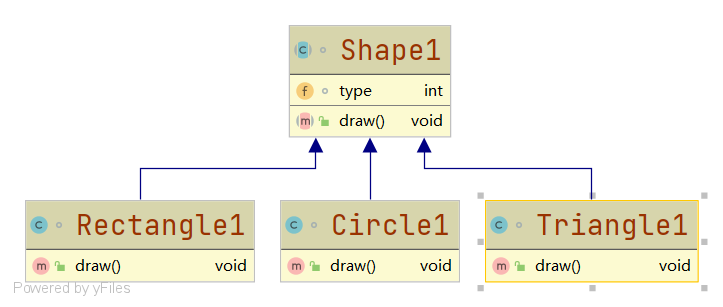 Shape1
type int
draw() void
Rectangle1
draw() void
Circle1
draw() void
Triangle1
draw() void
Powered by yFiles